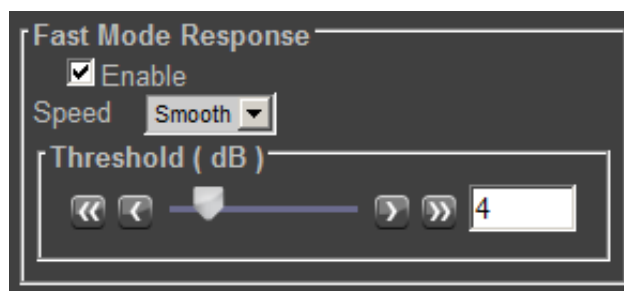 Fast Mode Response
Enable
Speed Smooth
Threshold ( dB )
4